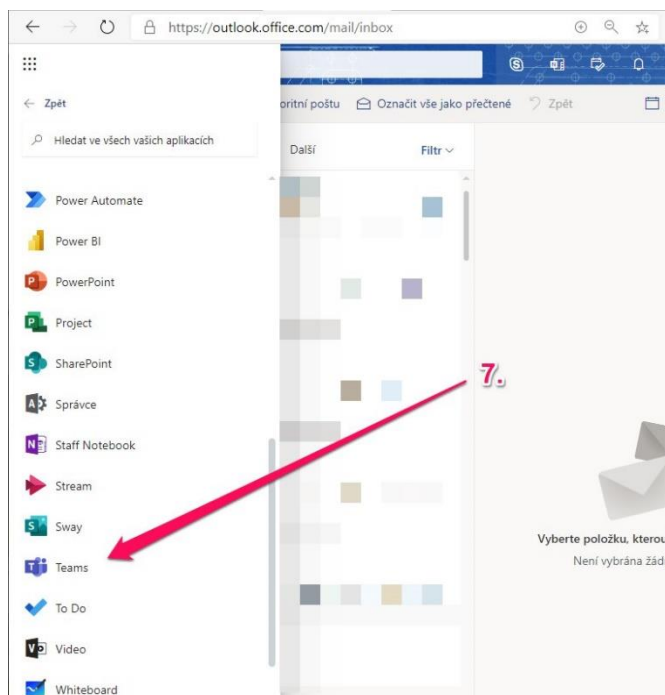 https://outlook.office.com/mail/inbox
Zpět
oritní poštu Označit vše jako přečtené Zpět
Hledat ve všech vašich aplikacích
Další Filtr
Power Automate
Power BI
PowerPoint
Project
SharePoint
7.
Správce
Staff Notebook
Stream
Sway
Vyberte položku, kterou
Teams
Není vybrána žád
To Do
Video
Whiteboard